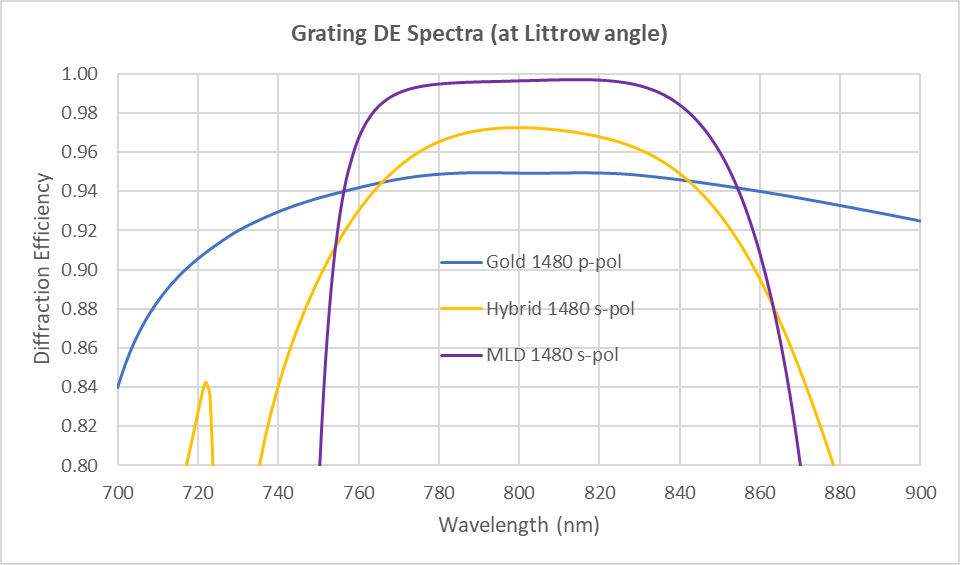 Grating DE Spectra (at Littrow angle)
1.00
0.98
0.96
0.94
0.92
0.90
0.88
0.86
0.84
0.82
0.80
Diffraction Efficiency
Gold 1480 p-pol
Hybrid 1480 s-pol
MLD 1480 s-pol
700 720 740 760 780 800 820 840 860 880 900
Wavelength (nm)